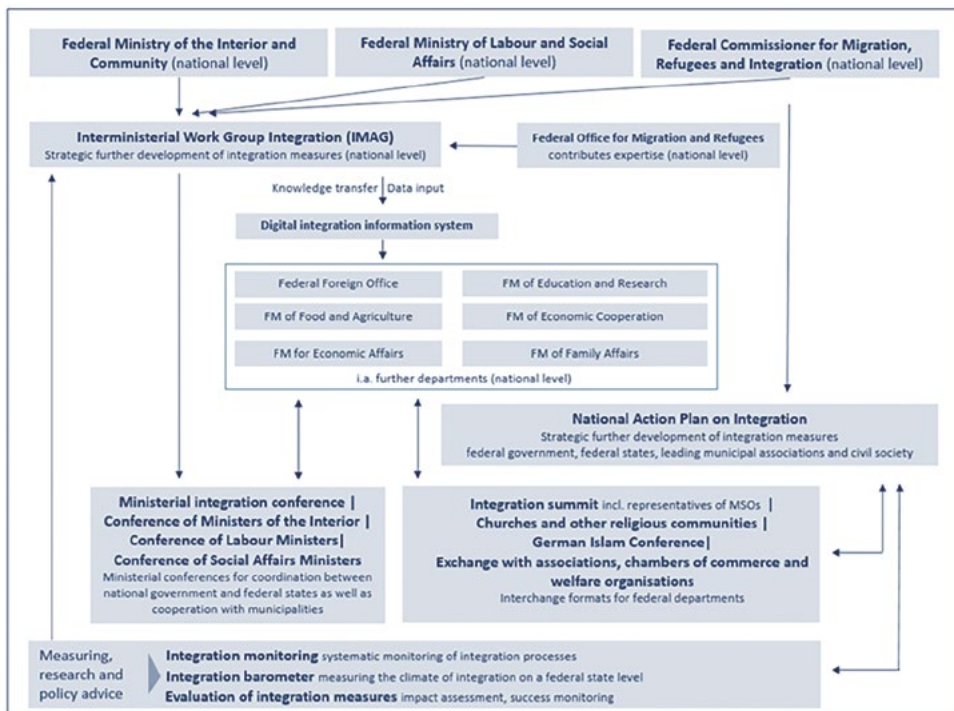 Federal Ministry of the Interior and
Community (national level)
Federal Ministry of Labour and Social
Affairs (national level)
Federal Commissioner for Migration,
Refugees and Integration (national level)
Interministerial Work Group Integration (IMAG)
Strategic further development of integration measures (national level)
Federal Office for Migration and Refugees
contributes expertise (national level)
Knowledge transfer
Data input
Digital integration information system
Federal Foreign Office
FM of Education and Research
FM of Food and Agriculture
FM of Economic Cooperation
FM for Economic Affairs
FM of Family Affairs
i.a. further departments (national level)
National Action Plan on Integration
Strategic further development of integration measures
federal government, federal states, leading municipal associations and civil society
Ministerial integration conference |
Conference of Ministers of the Interior |
Conference of Labour Ministers|
Conference of Social Affairs Ministers
Ministerial conferences for coordination between
national government and federal states as well as
cooperation with municipalities
Integration summit incl. representatives of MSOs |
Churches and other religious communities |
German Islam Conference|
Exchange with associations, chambers of commerce and
welfare organisations
Interchange formats for federal departments
Measuring,
research and
policy advice
Integration monitoring systematic monitoring of integration processes
Integration barometer measuring the climate of integration on a federal state level
Evaluation of integration measures impact assessment, success monitoring